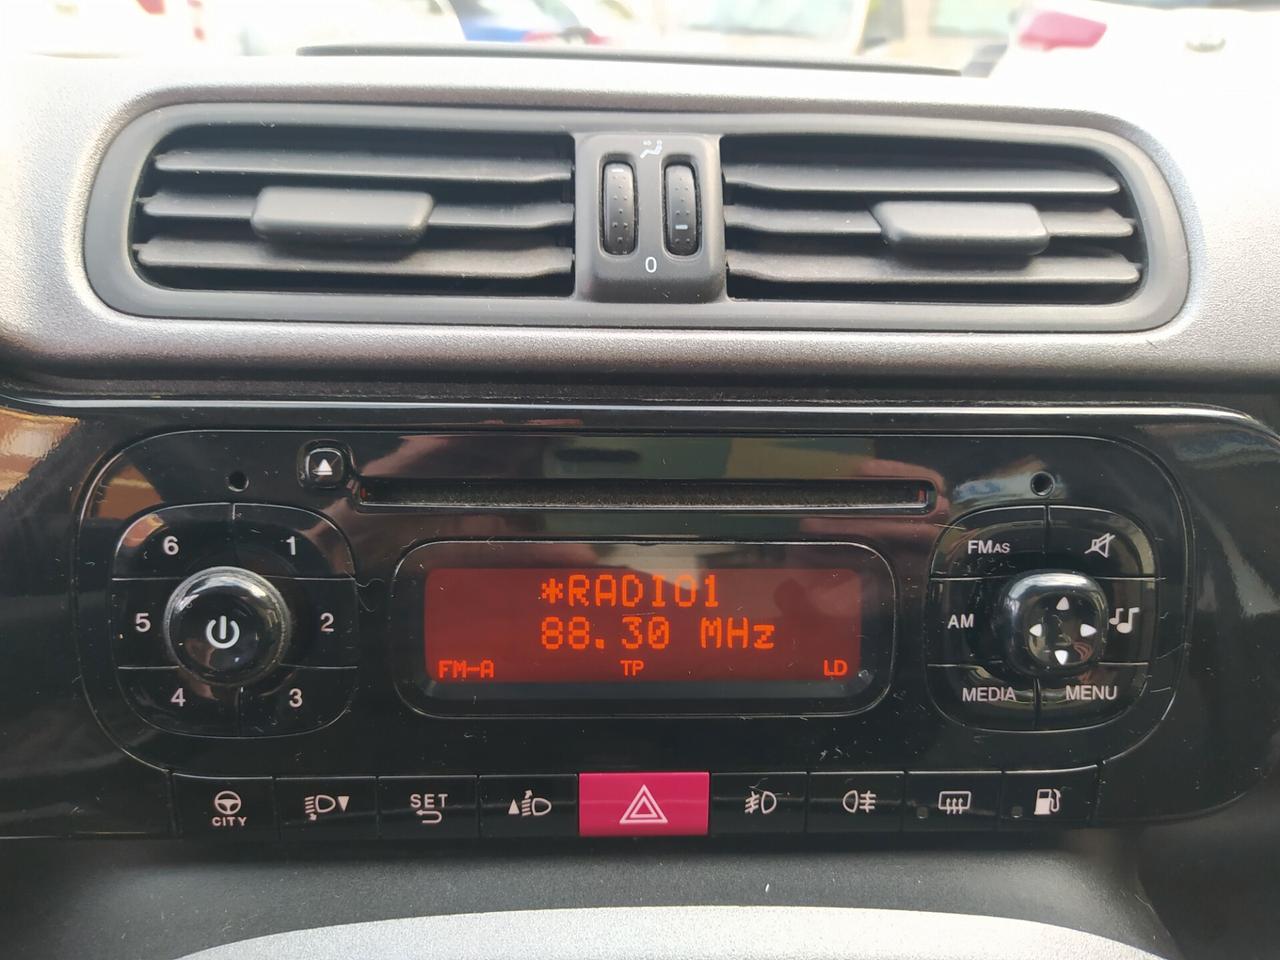 0
6
1
5
2
4
3
*RADIO1
88.30 MHz
FM-A TP LD
FMAS
AM
MEDIA
MENU
CITY
SET